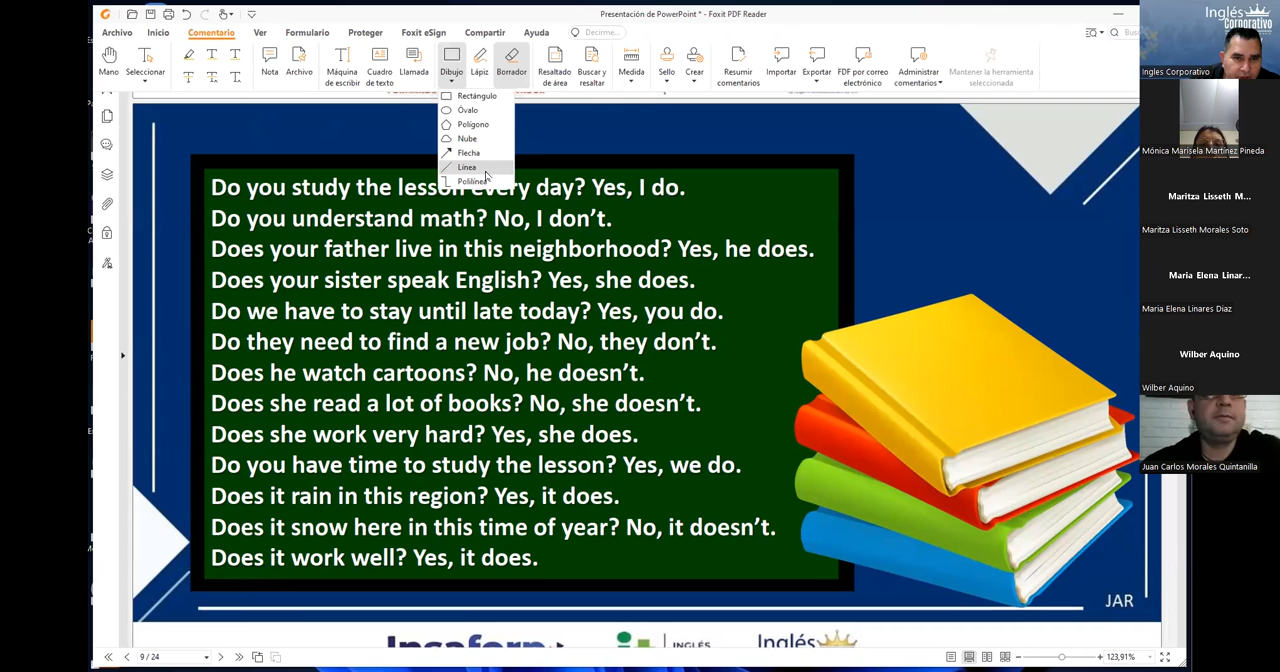 Presentación de PowerPoint * - Foxit PDF Reader
Archivo Inicio Comentario Ver Formulario Proteger Foxit eSign Compartir Ayuda Decirme...
Mano Seleccionar Nota Archivo Máquina de escribir Cuadro de texto Llamada Dibujo Lápiz Borrador Resaltado de área Buscar y resaltar Medida Sello Crear Resumir comentarios Importar Exportar FDF por correo electrónico Administrar comentarios Mantener la herramienta seleccionada
Rectángulo
Óvalo
Polígono
Nube
Flecha
Línea
Polilínea
Do you study the lesson every day? Yes, I do.
Do you understand math? No, I don't.
Does your father live in this neighborhood? Yes, he does.
Does your sister speak English? Yes, she does.
Do we have to stay until late today? Yes, you do.
Do they need to find a new job? No, they don't.
Does he watch cartoons? No, he doesn't.
Does she read a lot of books? No, she doesn't.
Does she work very hard? Yes, she does.
Do you have time to study the lesson? Yes, we do.
Does it rain in this region? Yes, it does.
Does it snow here in this time of year? No, it doesn't.
Does it work well? Yes, it does.
JAR
INGLÉS
Inglés
9 / 24
123,91%
Inglés
Corporativo
Ingles Corporativo
Mónica Marisela Martínez Pineda
Maritza Lisseth M...
Maritza Lisseth Morales Soto
Maria Elena Linar...
Maria Elena Linares Diaz
Wilber Aquino
Wilber Aquino
Juan Carlos Morales Quintanilla